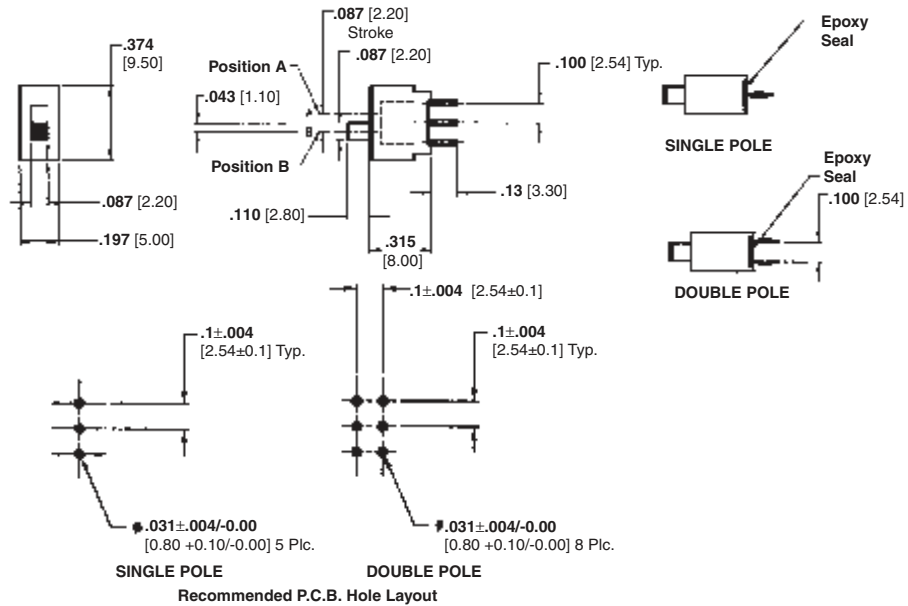 .087 [2.20]
Stroke
.374
[9.50]
.087 [2.20]
Position A
.043 [1.10]
.100 [2.54] Typ.
Epoxy
Seal
A
B
SINGLE POLE
Position B
.087 [2.20]
.110 [2.80]
.13 [3.30]
.197 [5.00]
.315
[8.00]
Epoxy
Seal
.100 [2.54]
DOUBLE POLE
.1±.004 [2.54±0.1]
.1±.004
[2.54±0.1] Typ.
.1±.004
[2.54±0.1] Typ.
.031±.004/-0.00
[0.80 +0.10/-0.00] 5 Plc.
.031±.004/-0.00
[0.80 +0.10/-0.00] 8 Plc.
SINGLE POLE
DOUBLE POLE
Recommended P.C.B. Hole Layout